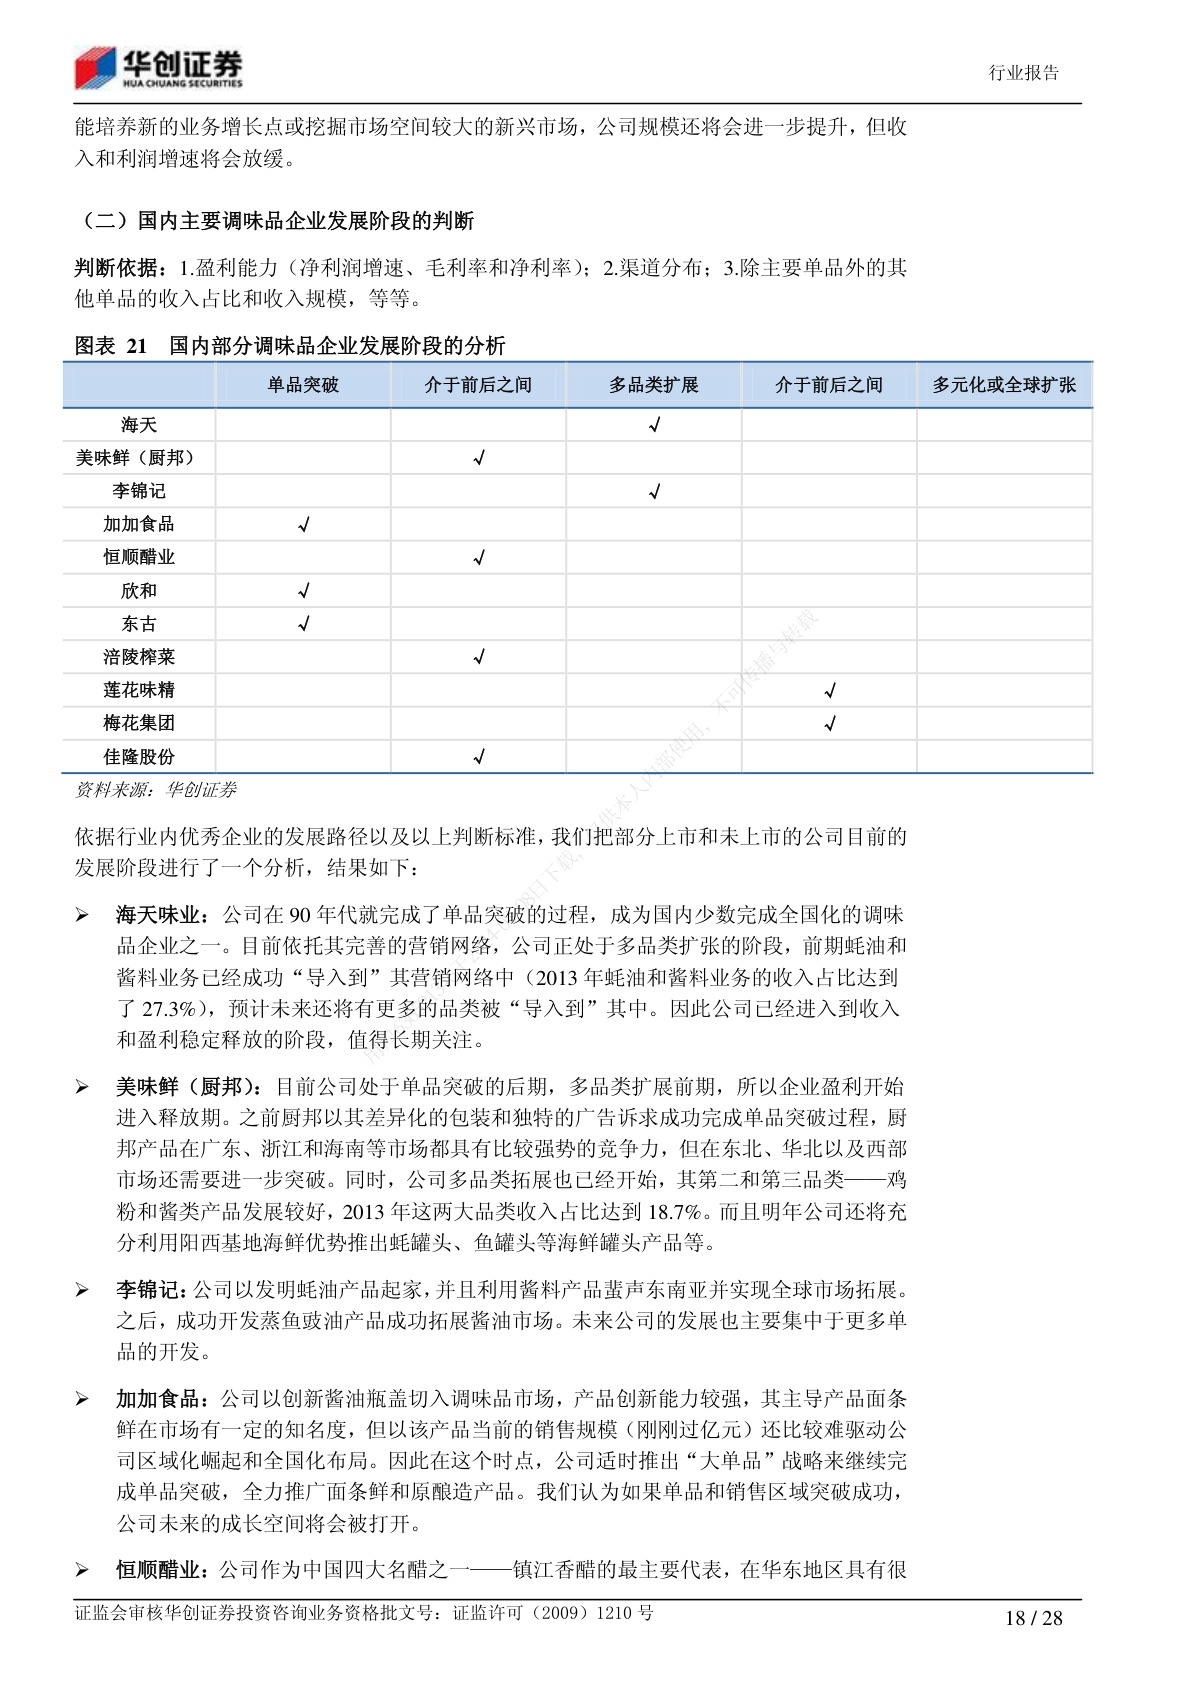 华创证券
HUA CHUANG SECURITIES
行业报告
能培养新的业务增长点或挖掘市场空间较大的新兴市场，公司规模还将会进一步提升，但收
入和利润增速将会放缓。
（二）国内主要调味品企业发展阶段的判断
判断依据：1.盈利能力（净利润增速、毛利率和净利率）；2.渠道分布；3.除主要单品外的其
他单品的收入占比和收入规模，等等。
图表 21 国内部分调味品企业发展阶段的分析
单品突破 介于前后之间 多品类扩展 介于前后之间 多元化或全球扩张
海天 √
美味鲜（厨邦） √
李锦记 √
加加食品 √
恒顺醋业 √
欣和 √
东古 √
涪陵榨菜 √
莲花味精 √
梅花集团 √
佳隆股份 √
资料来源：华创证券
依据行业内优秀企业的发展路径以及以上判断标准，我们把部分上市和未上市的公司目前的
发展阶段进行了一个分析，结果如下：
➢ 海天味业：公司在 90 年代就完成了单品突破的过程，成为国内少数完成全国化的调味
品企业之一。目前依托其完善的营销网络，公司正处于多品类扩张的阶段，前期蚝油和
酱料业务已经成功“导入到”其营销网络中（2013 年蚝油和酱料业务的收入占比达到
了 27.3%），预计未来还将有更多的品类被“导入到”其中。因此公司已经进入到收入
和盈利稳定释放的阶段，值得长期关注。
➢ 美味鲜（厨邦）：目前公司处于单品突破的后期，多品类扩展前期，所以企业盈利开始
进入释放期。之前厨邦以其差异化的包装和独特的广告诉求成功完成单品突破过程，厨
邦产品在广东、浙江和海南等市场都具有比较强势的竞争力，但在东北、华北以及西部
市场还需要进一步突破。同时，公司多品类拓展也已经开始，其第二和第三品类——鸡
粉和酱类产品发展较好，2013 年这两大品类收入占比达到 18.7%。而且明年公司还将充
分利用阳西基地海鲜优势推出蚝罐头、鱼罐头等海鲜罐头产品等。
➢ 李锦记：公司以发明蚝油产品起家，并且利用酱料产品蜚声东南亚并实现全球市场拓展。
之后，成功开发蒸鱼豉油产品成功拓展酱油市场。未来公司的发展也主要集中于更多单
品的开发。
➢ 加加食品：公司以创新酱油瓶盖切入调味品市场，产品创新能力较强，其主导产品面条
鲜在市场有一定的知名度，但以该产品当前的销售规模（刚刚过亿元）还比较难驱动公
司区域化崛起和全国化布局。因此在这个时点，公司适时推出“大单品”战略来继续完
成单品突破，全力推广面条鲜和原酿造产品。我们认为如果单品和销售区域突破成功，
公司未来的成长空间将会被打开。
➢ 恒顺醋业：公司作为中国四大名醋之一——镇江香醋的最主要代表，在华东地区具有很
证监会审核华创证券投资咨询业务资格批文号：证监许可（2009）1210 号
18 / 28